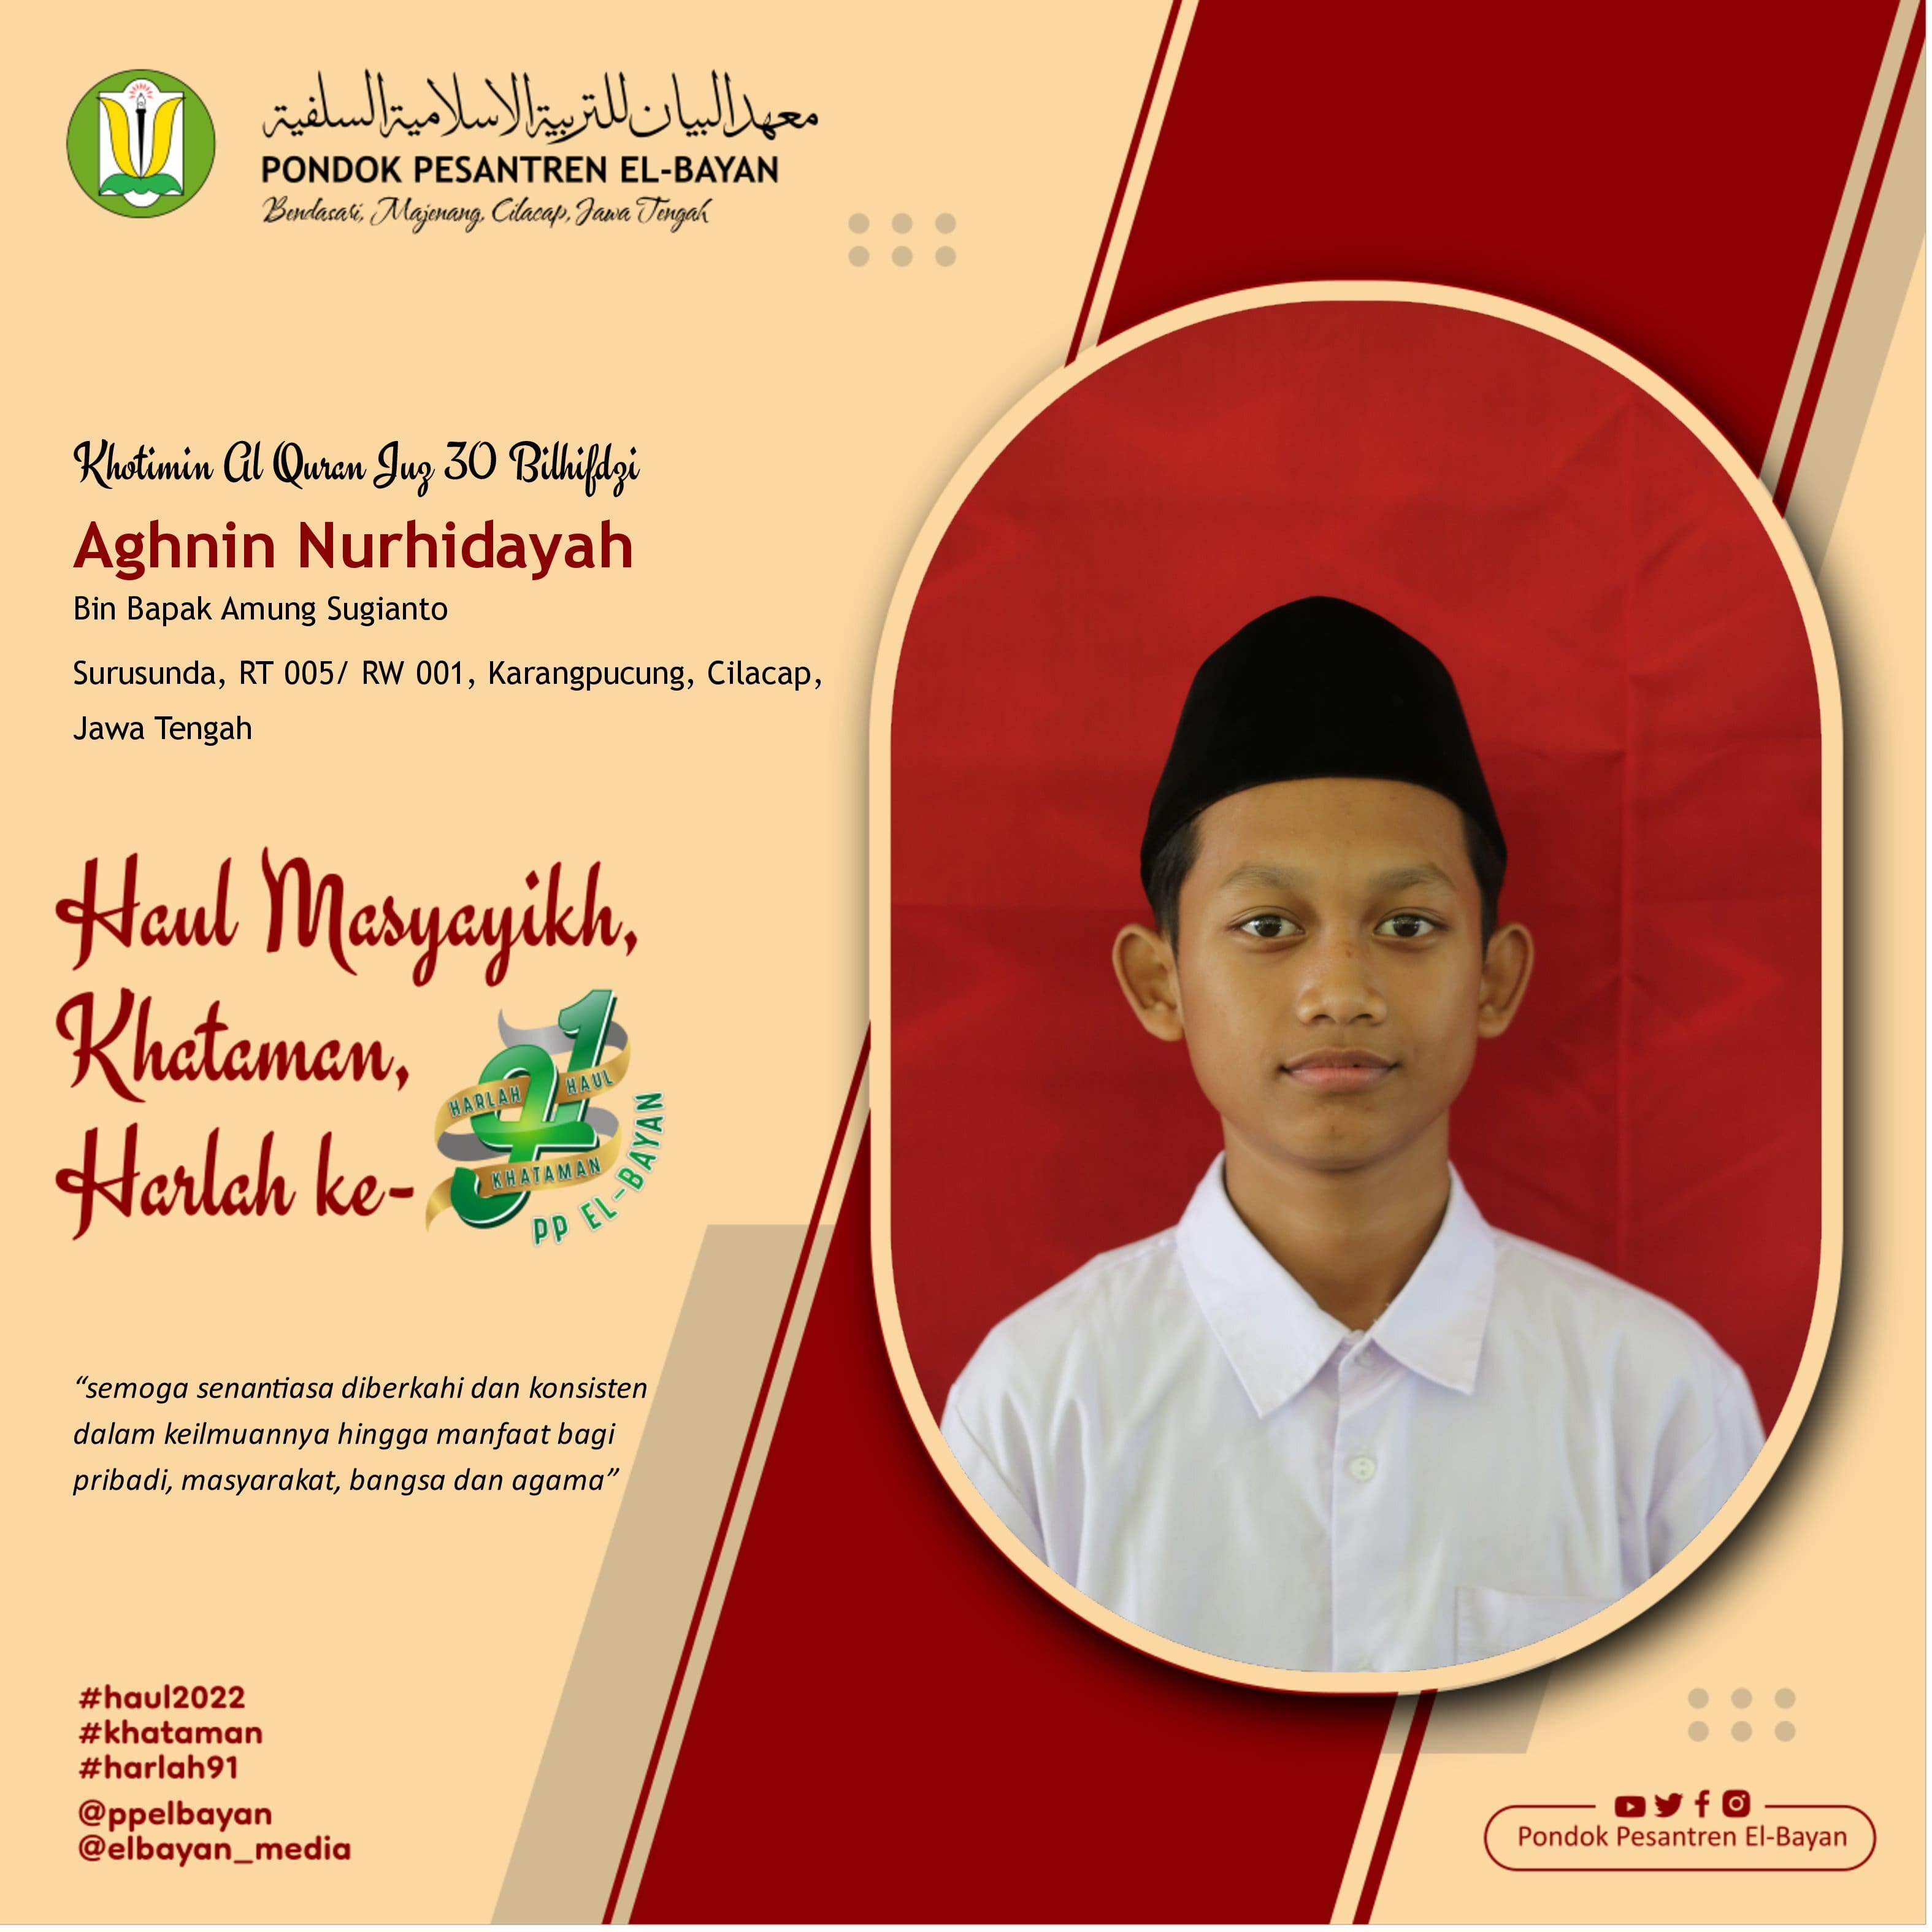 معهد البيان للتربية الاسلامية السلفية
PONDOK PESANTREN EL-BAYAN
Bendasari, Majenang, Cilacap, Jawa Tengah
Khotimin Al Quran Juz 30 Bilhifdzi
Aghnin Nurhidayah
Bin Bapak Amung Sugianto
Surusunda, RT 005/ RW 001, Karangpucung, Cilacap,
Jawa Tengah
Haul Masyayikh,
Khataman,
Harlah ke-
91
HARLAH HAUL
KHATAMAN
PP EL-BAYAN
“semoga senantiasa diberkahi dan konsisten
dalam keilmuannya hingga manfaat bagi
pribadi, masyarakat, bangsa dan agama”
#haul2022
#khataman
#harlah91
@ppelbayan
@elbayan_media
Pondok Pesantren El-Bayan